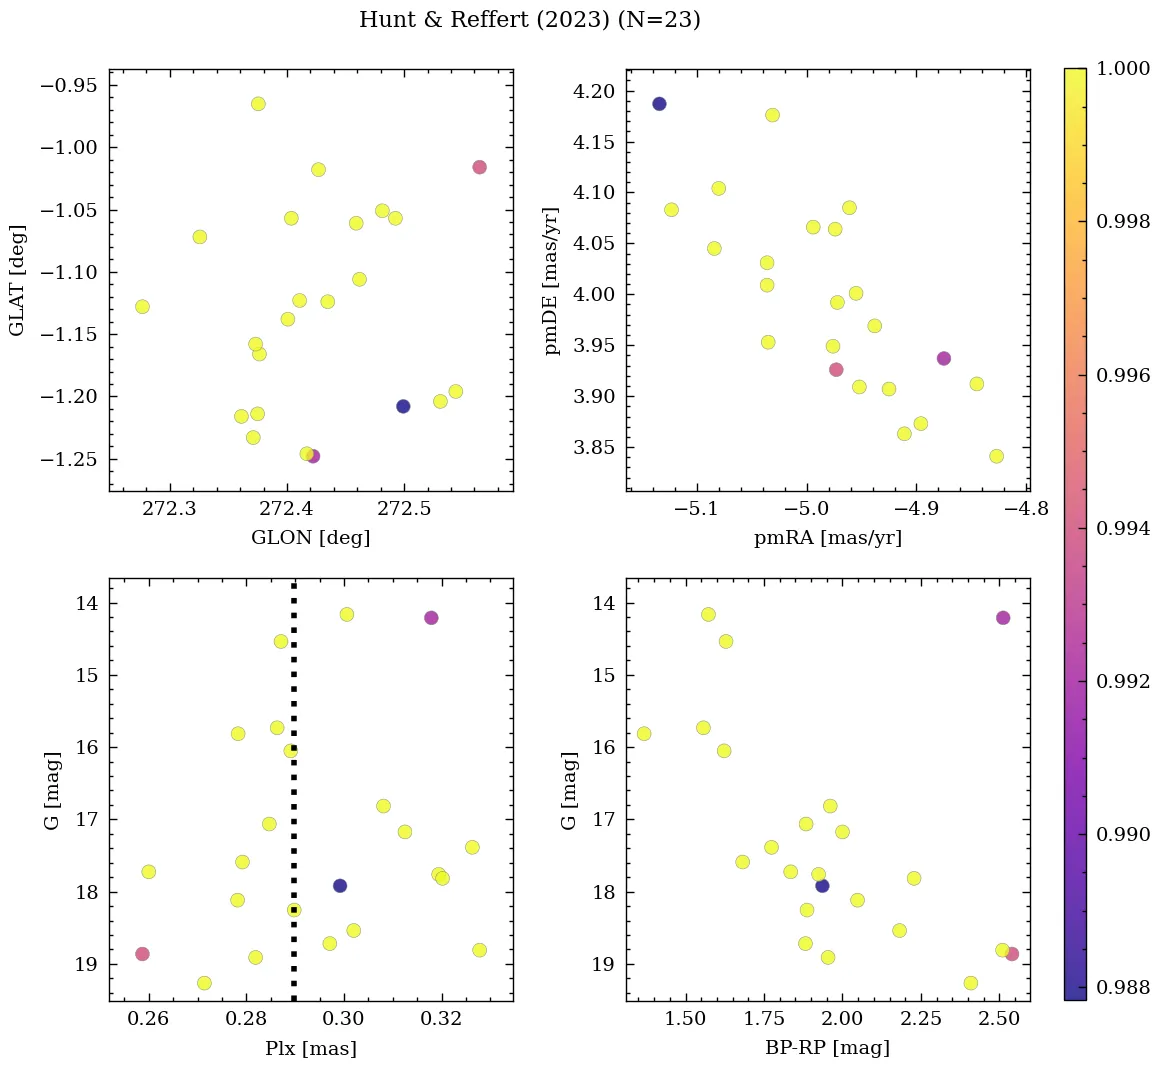 Hunt & Reffert (2023) (N=23)
−0.95
−1.00
−1.05
−1.10
−1.15
−1.20
−1.25
GLAT [deg]
272.3 272.4 272.5
GLON [deg]
4.20
4.15
4.10
4.05
4.00
3.95
3.90
3.85
pmDE [mas/yr]
−5.1 −5.0 −4.9 −4.8
pmRA [mas/yr]
14
15
16
17
18
19
G [mag]
0.26 0.28 0.30 0.32
Plx [mas]
14
15
16
17
18
19
G [mag]
1.50 1.75 2.00 2.25 2.50
BP-RP [mag]
1.000
0.998
0.996
0.994
0.992
0.990
0.988